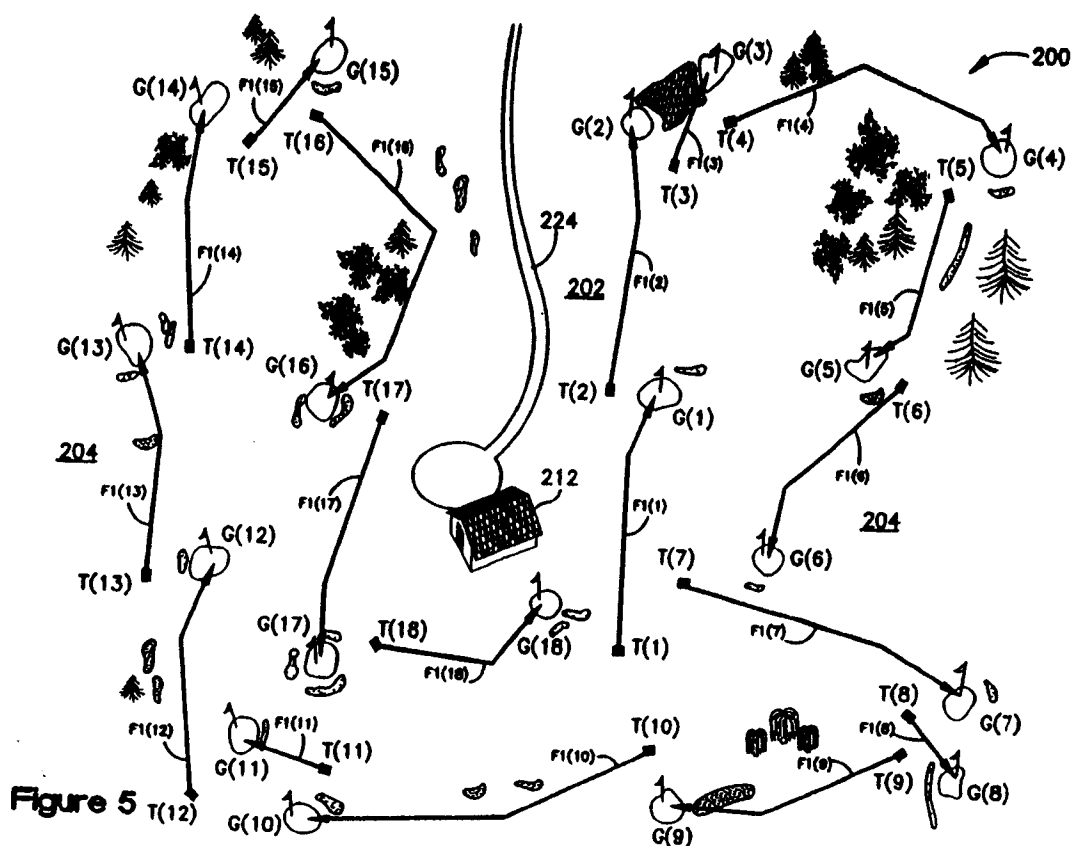 G(3)
200
G(15)
G(14)
F1(15)
F1(4)
G(2)
T(4)
T(16)
F1(16)
T(15)
F1(3)
T(3)
G(4)
T(5)
224
F1(14)
202
F1(2)
F1(5)
G(13)
T(14)
G(16)
T(17)
T(2)
G(1)
G(5)
T(6)
204
F1(13)
F1(17)
212
F1(1)
F1(6)
204
G(12)
T(13)
T(7)
G(6)
G(17)
T(18)
G(18)
T(1)
F1(7)
F1(18)
T(8)
G(7)
F1(12)
F1(11)
T(11)
T(10)
F1(8)
G(11)
F1(10)
F1(9)
T(9)
Figure 5
T(12)
G(10)
G(9)
G(8)